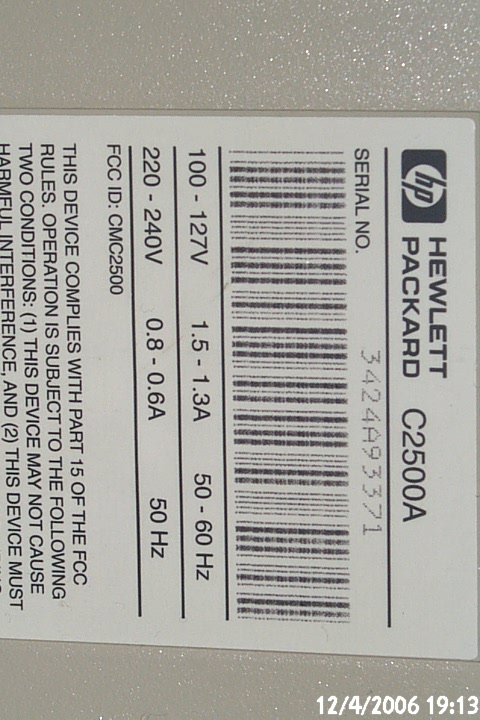 hp HEWLETT PACKARD C2500A
SERIAL NO. 3424A93371
100 - 127V 1.5 - 1.3A 50 - 60 Hz
220 - 240V 0.8 - 0.6A 50 Hz
FCC ID: CMC2500
THIS DEVICE COMPLIES WITH PART 15 OF THE FCC
RULES. OPERATION IS SUBJECT TO THE FOLLOWING
TWO CONDITIONS: (1) THIS DEVICE MAY NOT CAUSE
HARMFUL INTERFERENCE, AND (2) THIS DEVICE MUST
12/4/2006 19:13